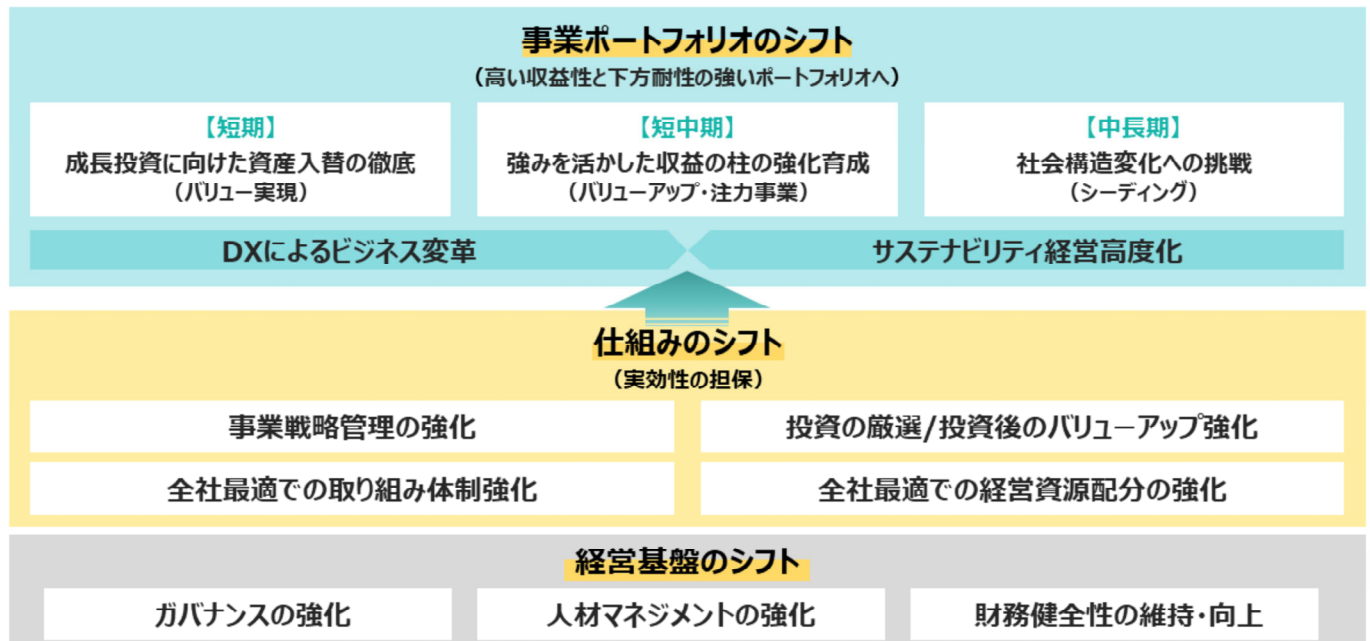 事業ポートフォリオのシフト
（高い収益性と下方耐性の強いポートフォリオへ）
【短期】
成長投資に向けた資産入替の徹底
（バリュー実現）
【短中期】
強みを活かした収益の柱の強化育成
（バリューアップ・注力事業）
【中長期】
社会構造変化への挑戦
（シーディング）
DXによるビジネス変革
サステナビリティ経営高度化
仕組みのシフト
（実効性の担保）
事業戦略管理の強化
投資の厳選/投資後のバリューアップ強化
全社最適での取り組み体制強化
全社最適での経営資源配分の強化
経営基盤のシフト
ガバナンスの強化
人材マネジメントの強化
財務健全性の維持・向上